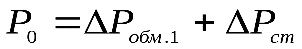 P₀ = ΔPобм.1 + ΔPст